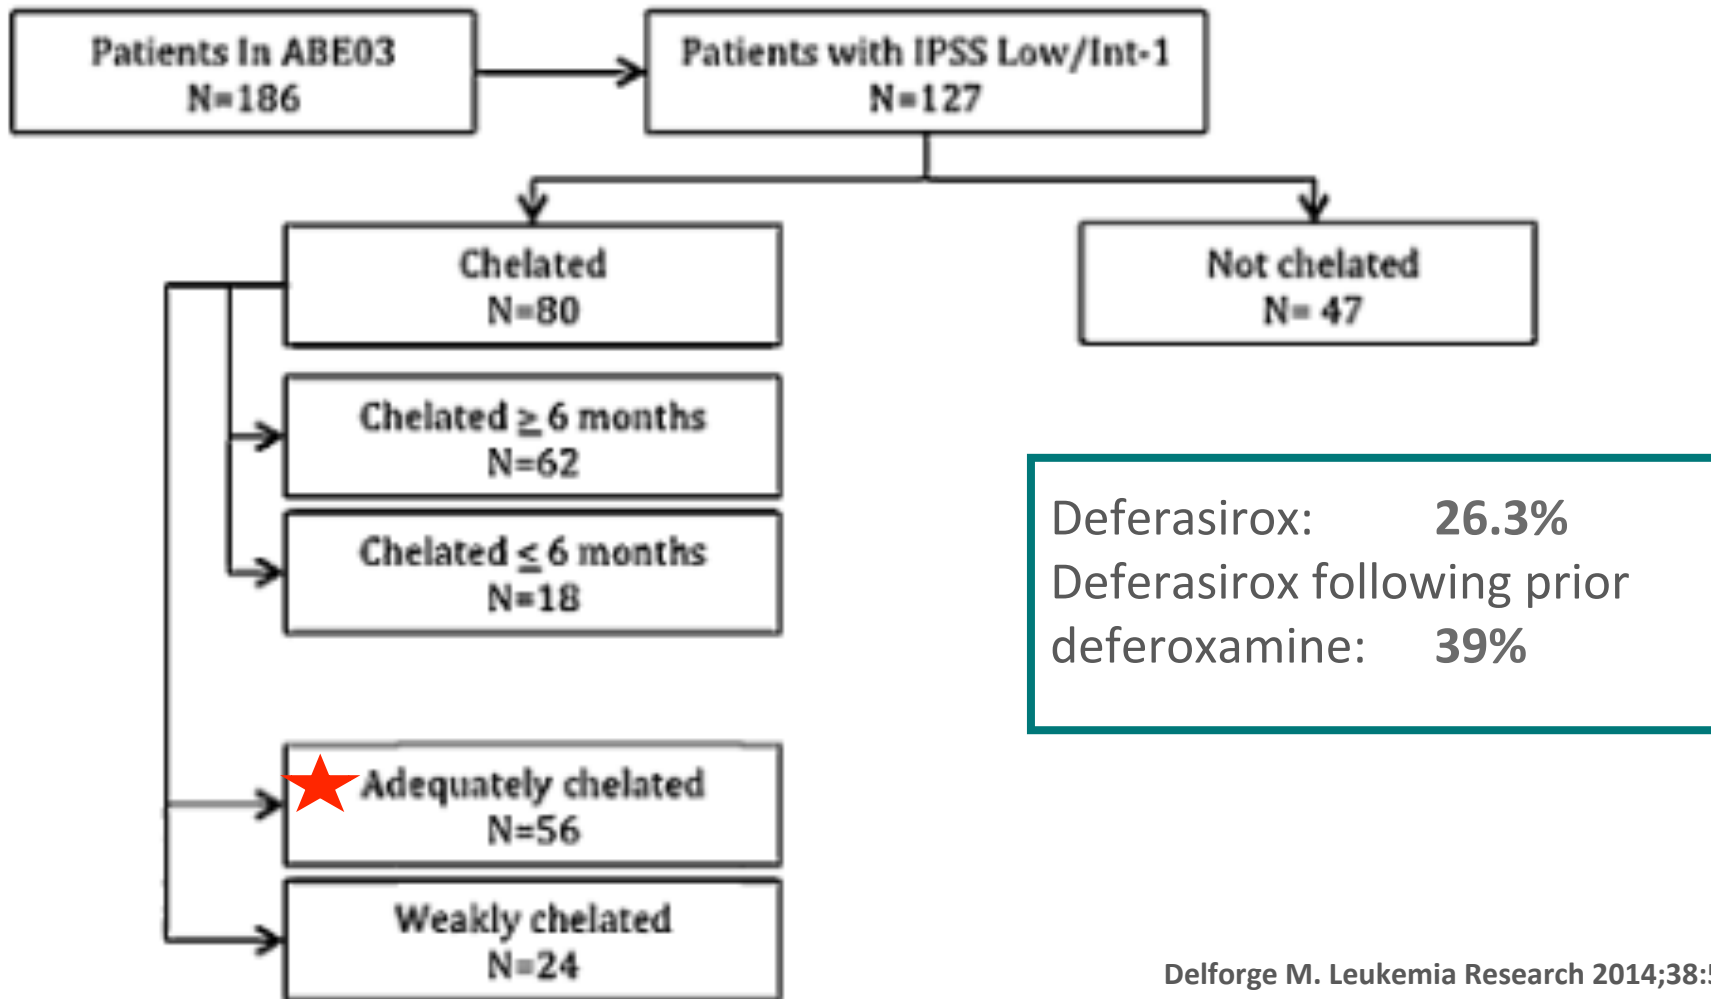 Patients In ABE03
N=186
Patients with IPSS Low/Int-1
N=127
Chelated
N=80
Not chelated
N= 47
Chelated ≥ 6 months
N=62
Chelated ≤ 6 months
N=18
Deferasirox: 26.3%
Deferasirox following prior
deferoxamine: 39%
Adequately chelated
N=56
Weakly chelated
N=24
Delforge M. Leukemia Research 2014;38: